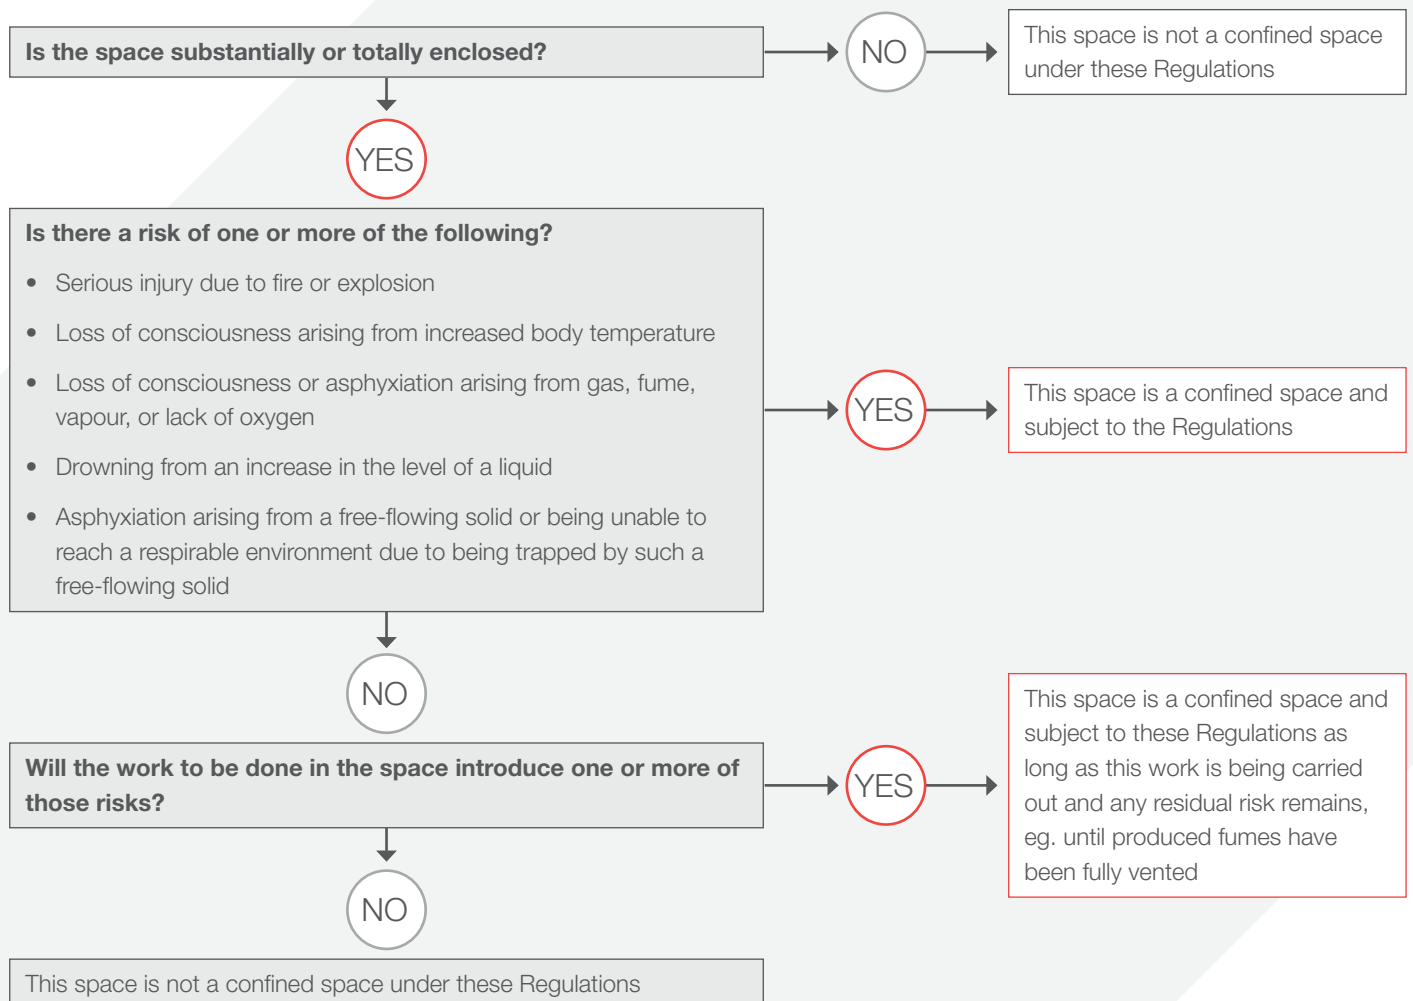 Is the space substantially or totally enclosed?
NO
This space is not a confined space
under these Regulations
YES
Is there a risk of one or more of the following?
• Serious injury due to fire or explosion
• Loss of consciousness arising from increased body temperature
• Loss of consciousness or asphyxiation arising from gas, fume,
vapour, or lack of oxygen
• Drowning from an increase in the level of a liquid
• Asphyxiation arising from a free-flowing solid or being unable to
reach a respirable environment due to being trapped by such a
free-flowing solid
YES
This space is a confined space and
subject to the Regulations
NO
Will the work to be done in the space introduce one or more of
those risks?
YES
This space is a confined space and
subject to these Regulations as
long as this work is being carried
out and any residual risk remains,
eg. until produced fumes have
been fully vented
NO
This space is not a confined space under these Regulations